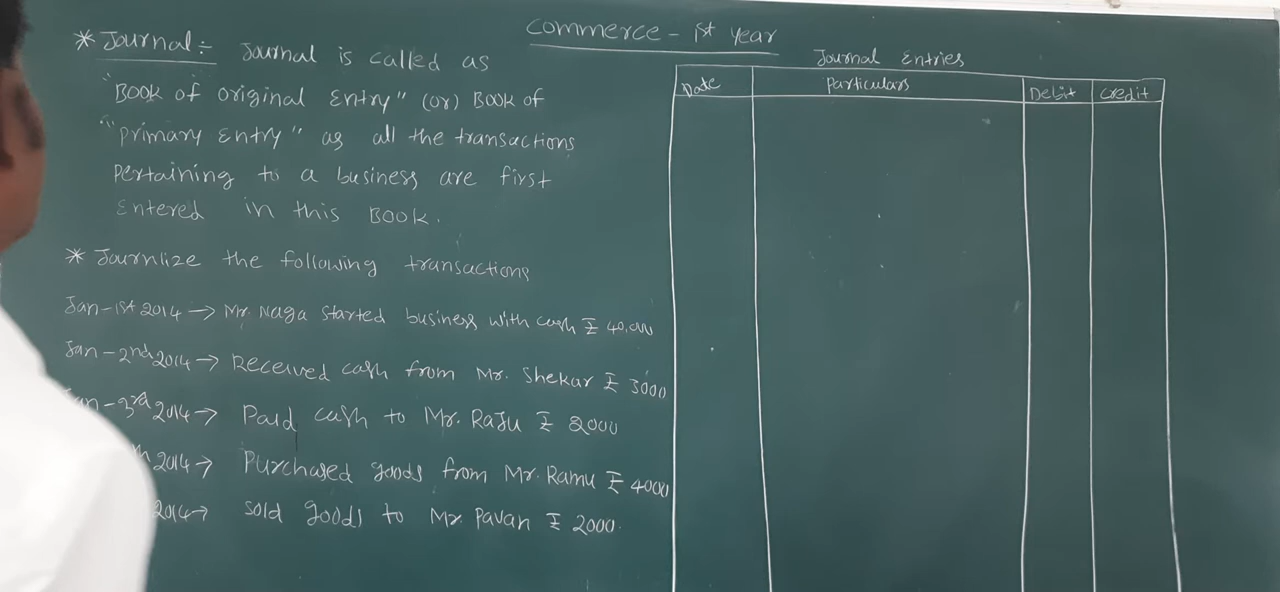 Commerce - 1st year
* Journal:- Journal is called as
"BOOK of original Entry" (or) BOOK of
"primary Entry" as all the transactions
pertaining to a business are first
Entered in this BOOK.
* Journlize the following transactions
Jan-1st 2014 → Mr. Naga started business with cash ₹ 40,000
Jan-2nd 2014 → Received cash from Mr. Shekar ₹ 3000
-3rd 2014 → Paid cash to Mr. Raju ₹ 2000
2014 → Purchased goods from Mr. Ramu ₹ 4000
2014 → sold goods to Mr. Pavan ₹ 2000.
Journal Entries
Date Particulars Debit Credit